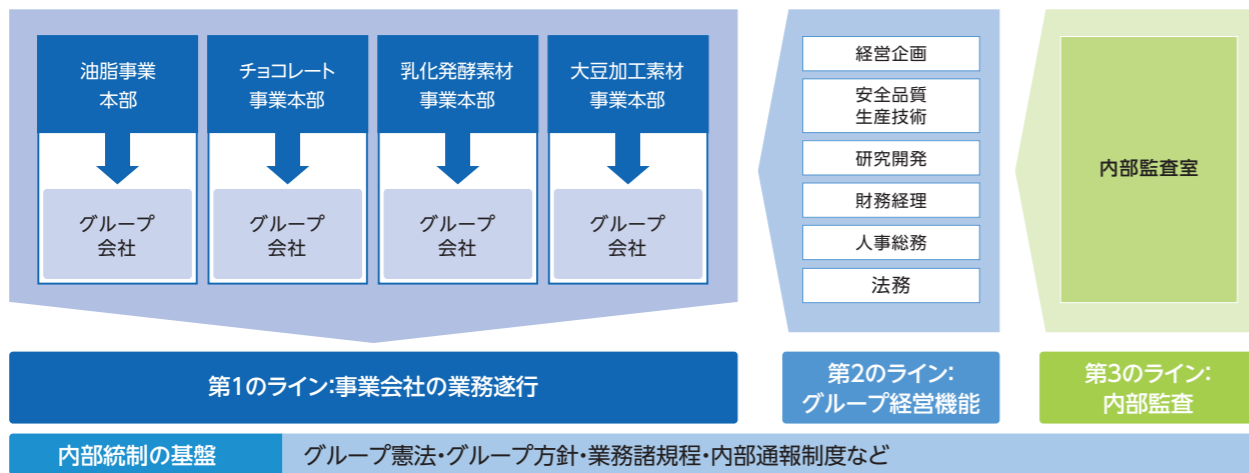 油脂事業
本部
チョコレート
事業本部
乳化発酵素材
事業本部
大豆加工素材
事業本部
グループ
会社
グループ
会社
グループ
会社
グループ
会社
経営企画
安全品質
生産技術
研究開発
財務経理
人事総務
法務
内部監査室
第1のライン:事業会社の業務遂行
第2のライン:
グループ経営機能
第3のライン:
内部監査
内部統制の基盤
グループ憲法・グループ方針・業務諸規程・内部通報制度など